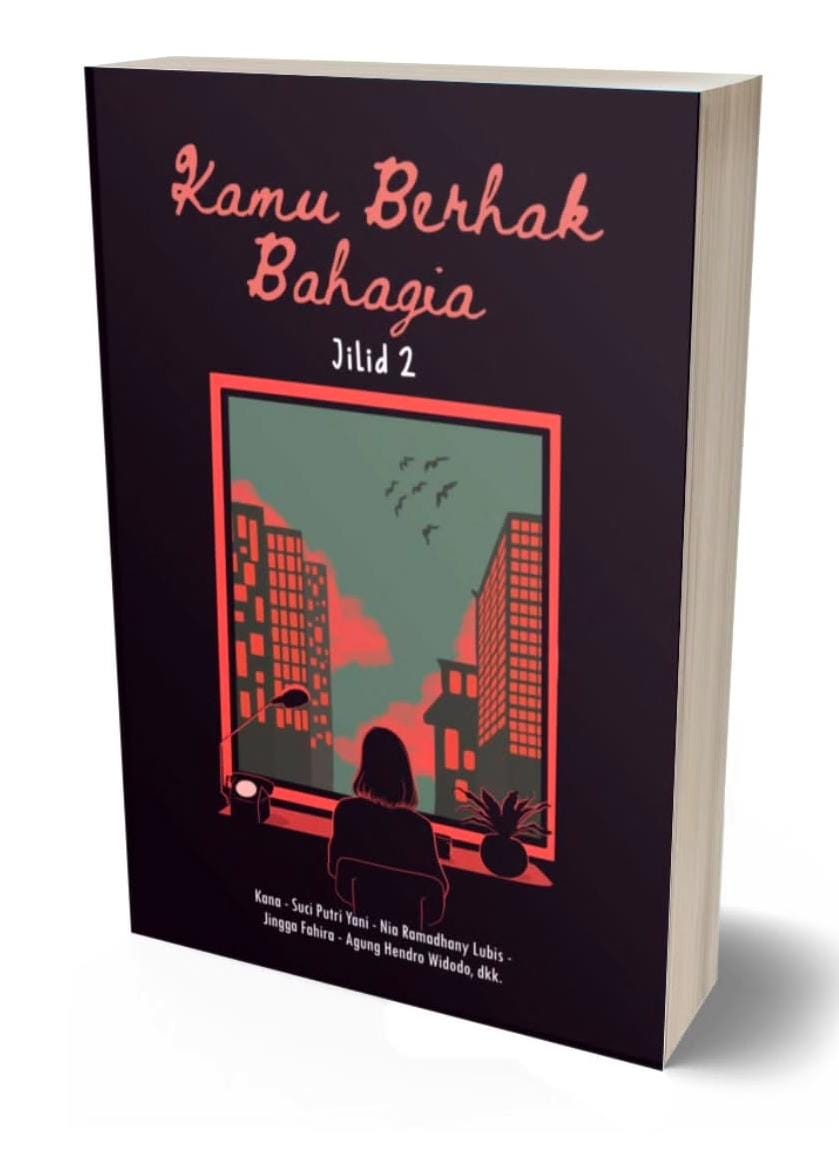 Kamu Berhak
Bahagia
Jilid 2
Kana - Suci Putri Yani - Nia Ramadhany Lubis -
Jingga Fahira - Agung Hendro Widodo, dkk.